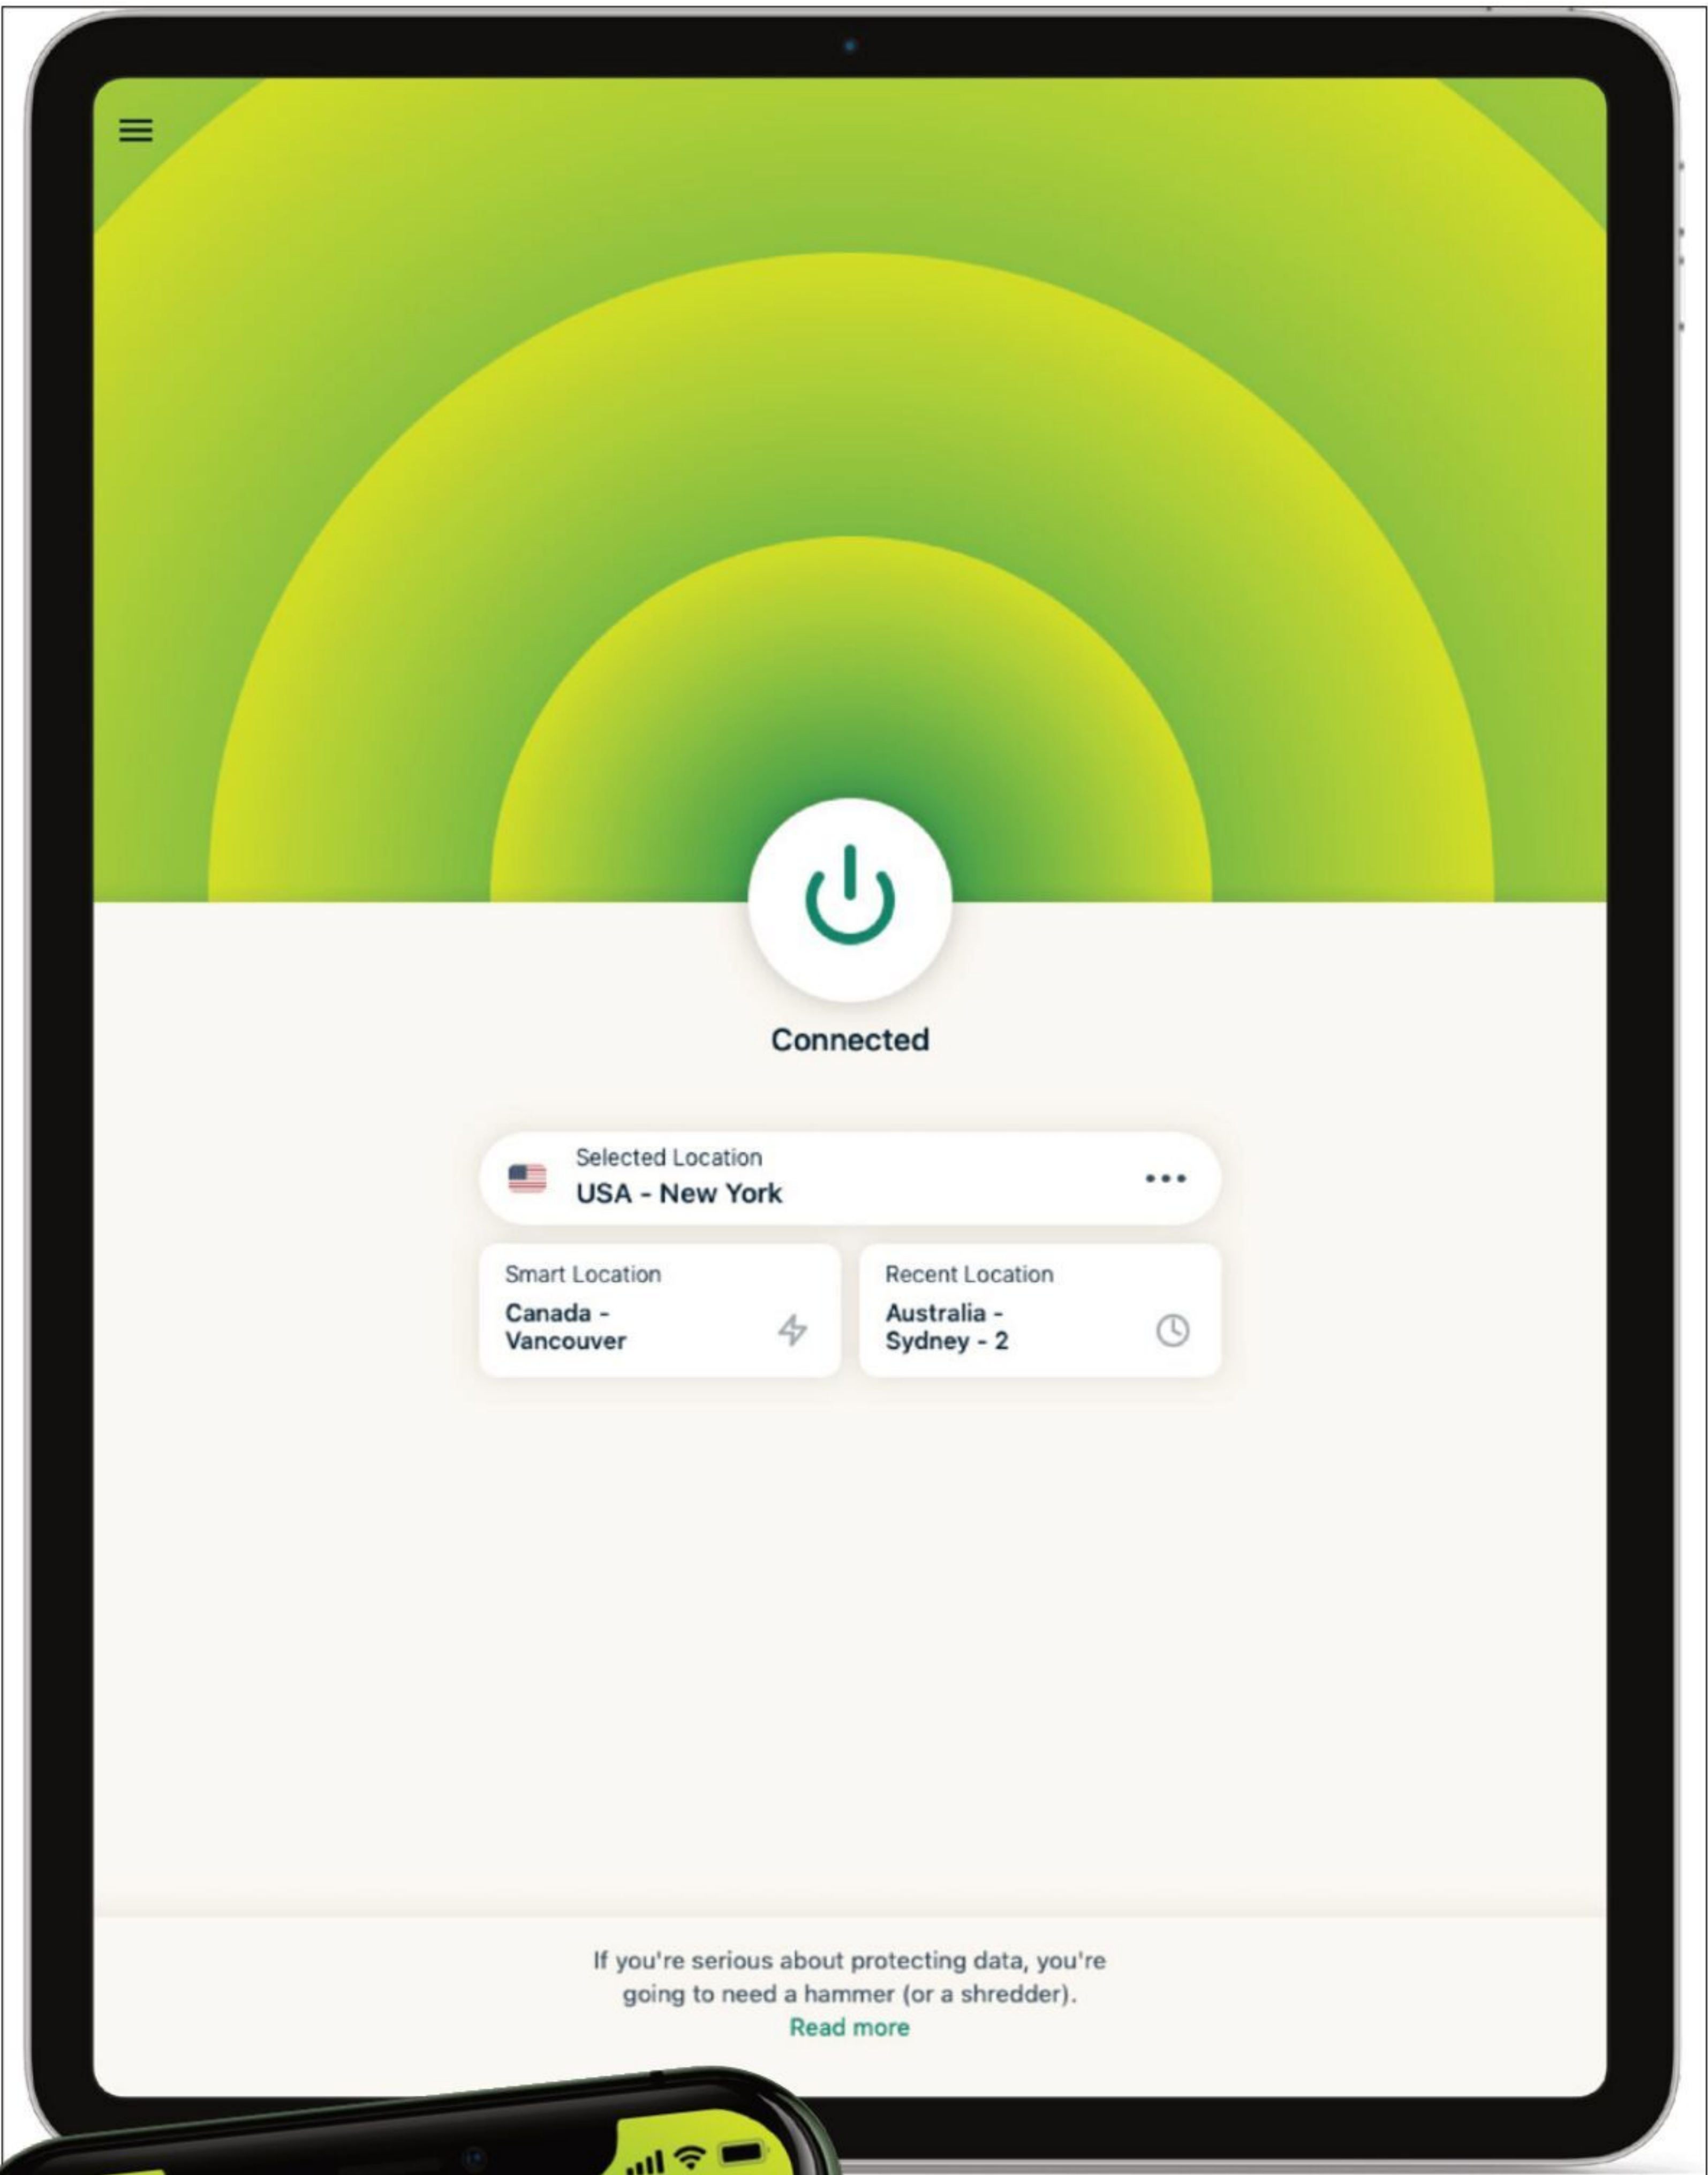 Connected
Selected Location
USA - New York
Smart Location
Canada -
Vancouver
Recent Location
Australia -
Sydney - 2
If you're serious about protecting data, you're
going to need a hammer (or a shredder).
Read more